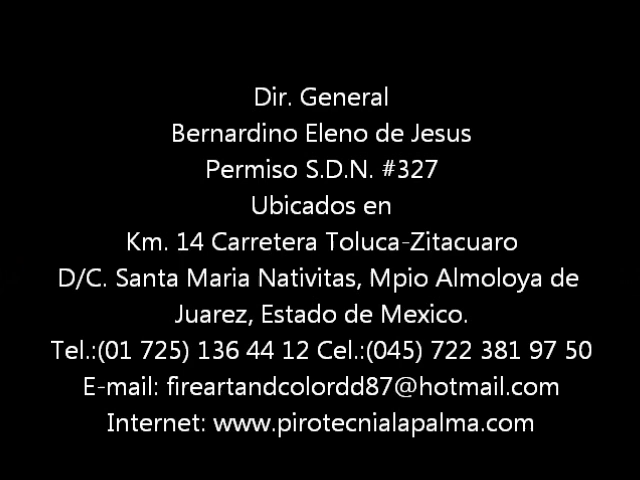 Dir. General
Bernardino Eleno de Jesus
Permiso S.D.N. #327
Ubicados en
Km. 14 Carretera Toluca-Zitacuaro
D/C. Santa Maria Nativitas, Mpio Almoloya de
Juarez, Estado de Mexico.
Tel.:(01 725) 136 44 12 Cel.:(045) 722 381 97 50
E-mail: fireartandcolordd87@hotmail.com
Internet: www.pirotecnialapalma.com